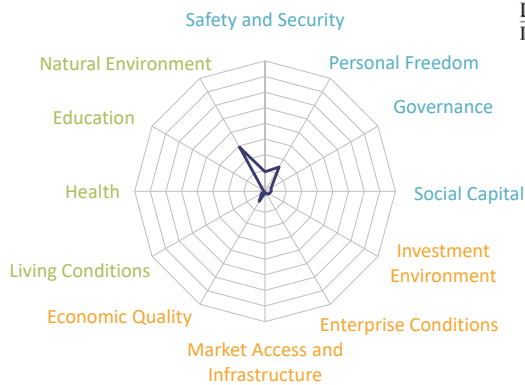 Safety and Security
Natural Environment
Personal Freedom
Education
Governance
Health
Social Capital
Investment
Environment
Living Conditions
Economic Quality
Enterprise Conditions
Market Access and
Infrastructure